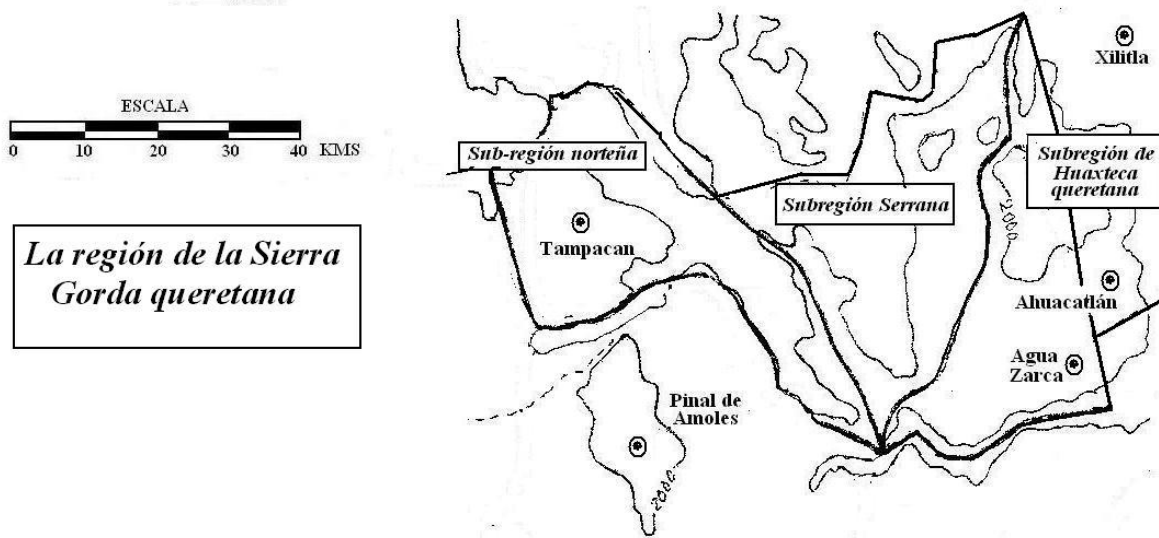 ESCALA
0 10 20 30 40 KMS
La región de la Sierra
Gorda queretana
Sub-región norteña
Subregión Serrana
Subregión de
Huaxteca
queretana
Xilitla
Tampacan
Ahuacatlán
Agua
Zarca
Pinal de
Amoles
2000
2000